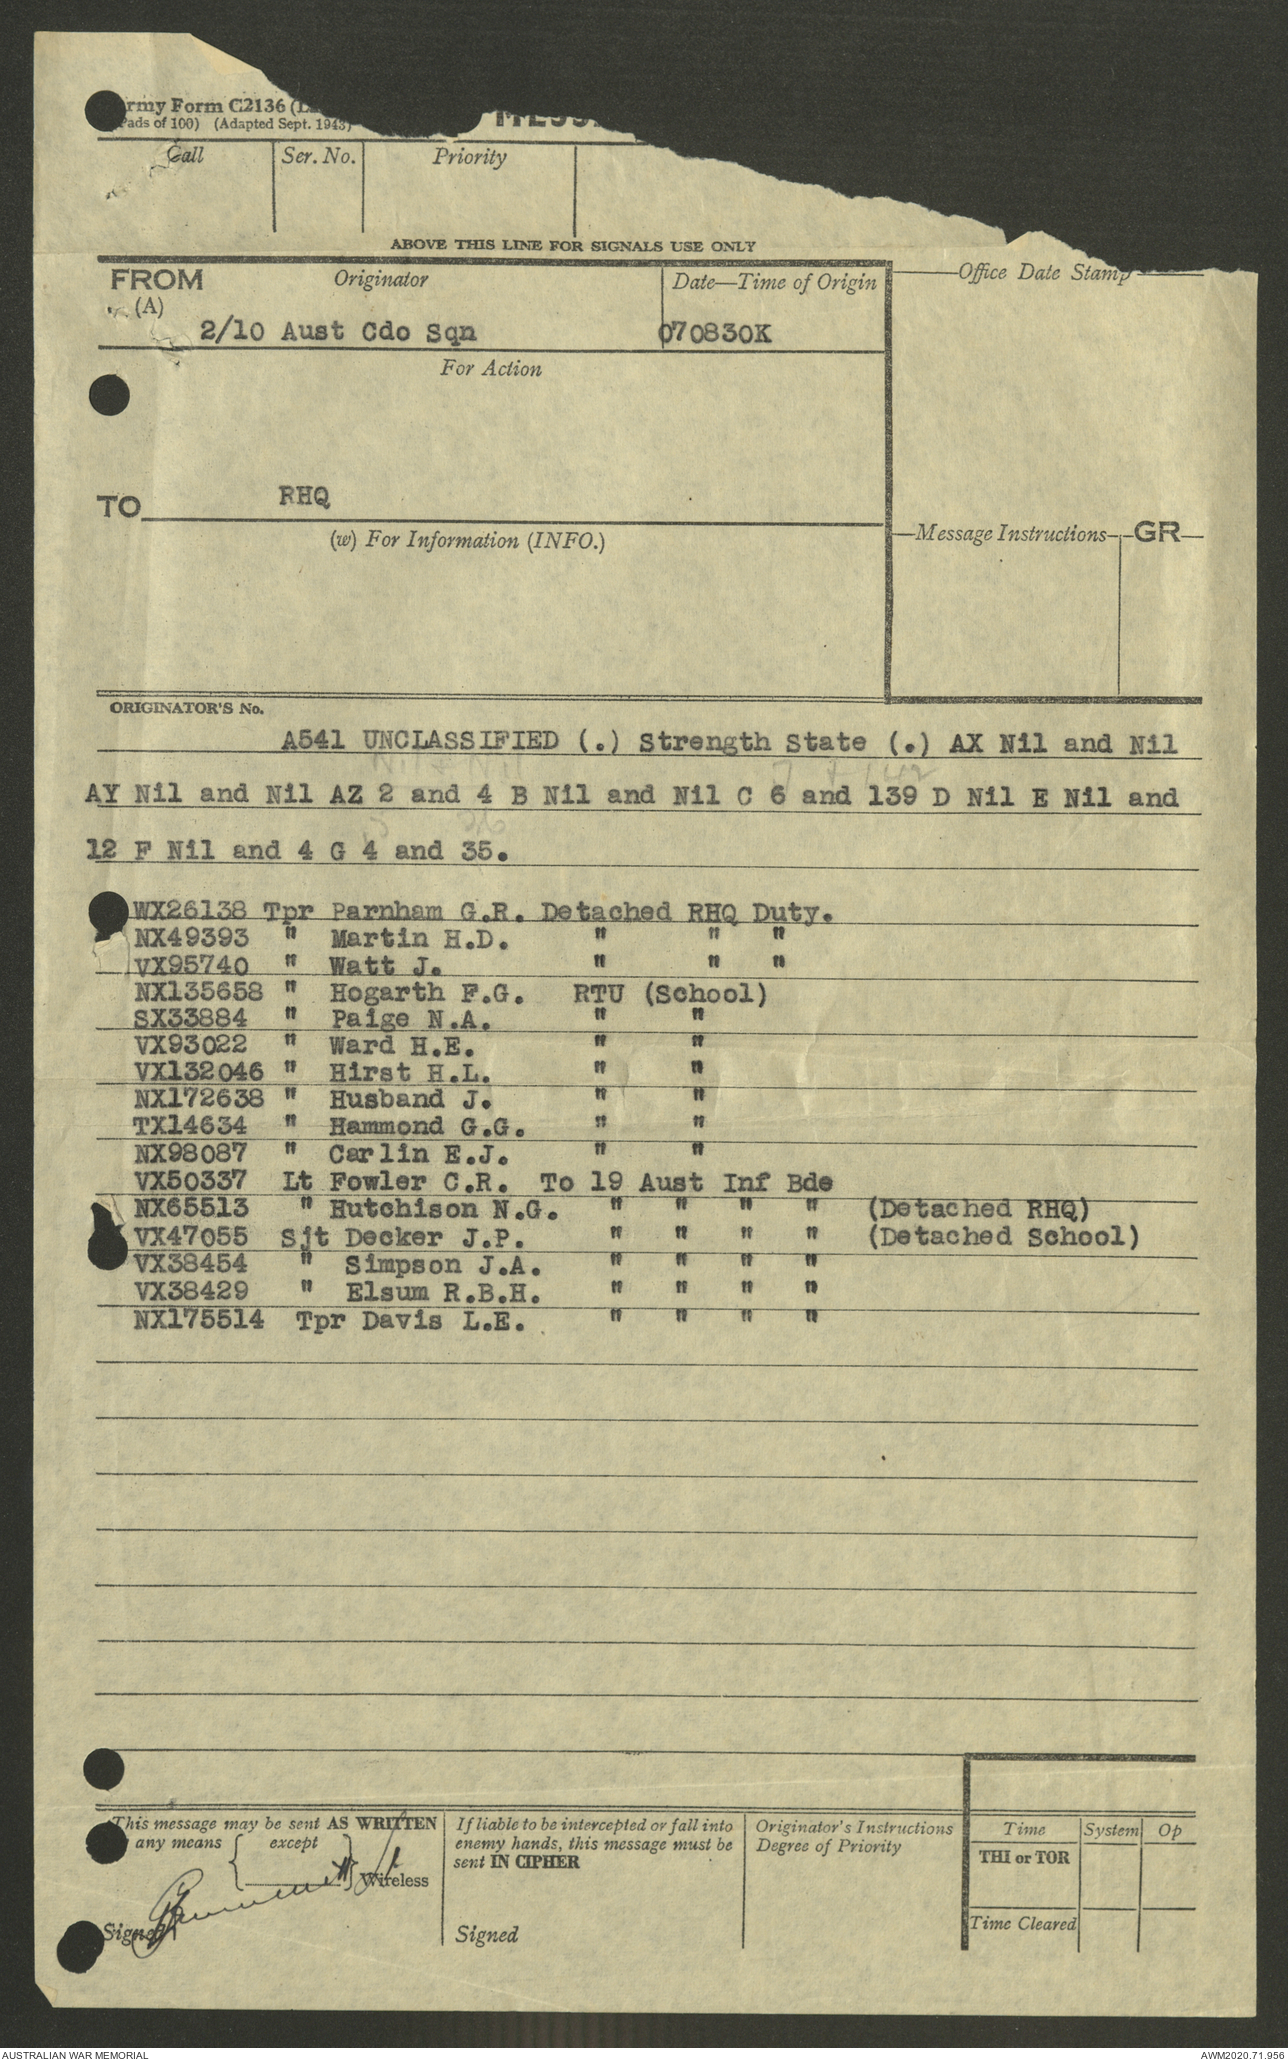 Army Form C2136 (
(Pads of 100) (Adapted Sept. 1943)
Call Ser. No. Priority
ABOVE THIS LINE FOR SIGNALS USE ONLY
FROM Originator Date—Time of Origin Office Date Stamp
(A)
2/10 Aust Cdo Sqn 070830K
For Action
TO RHQ
(w) For Information (INFO.) Message Instructions GR
ORIGINATOR'S No.
A541 UNCLASSIFIED (.) Strength State (.) AX Nil and Nil
Nil & Nil 7 + 142
AY Nil and Nil AZ 2 and 4 B Nil and Nil C 6 and 139 D Nil E Nil and
12 F Nil and 4 G 4 and 35.
WX26138 Tpr Parnham G.R. Detached RHQ Duty.
NX49393 " Martin H.D. " " "
VX95740 " Watt J. " " "
NX135658 " Hogarth F.G. RTU (School)
SX33884 " Paige N.A. " "
VX93022 " Ward H.E. " "
VX132046 " Hirst H.L. " "
NX172638 " Husband J. " "
TX14634 " Hammond G.G. " "
NX98087 " Carlin E.J. " "
VX50337 Lt Fowler C.R. To 19 Aust Inf Bde
NX65513 " Hutchison N.G. " " " " (Detached RHQ)
VX47055 Sjt Decker J.P. " " " " (Detached School)
VX38454 " Simpson J.A. " " " "
VX38429 " Elsum R.B.H. " " " "
NX175514 Tpr Davis L.E. " " " "
This message may be sent AS WRITTEN If liable to be intercepted or fall into Originator's Instructions Time System Op
any means except enemy hands, this message must be Degree of Priority
sent IN CIPHER THI or TOR
Wireless
Signed Signed Time Cleared
AUSTRALIAN WAR MEMORIAL AWM2020.71.956